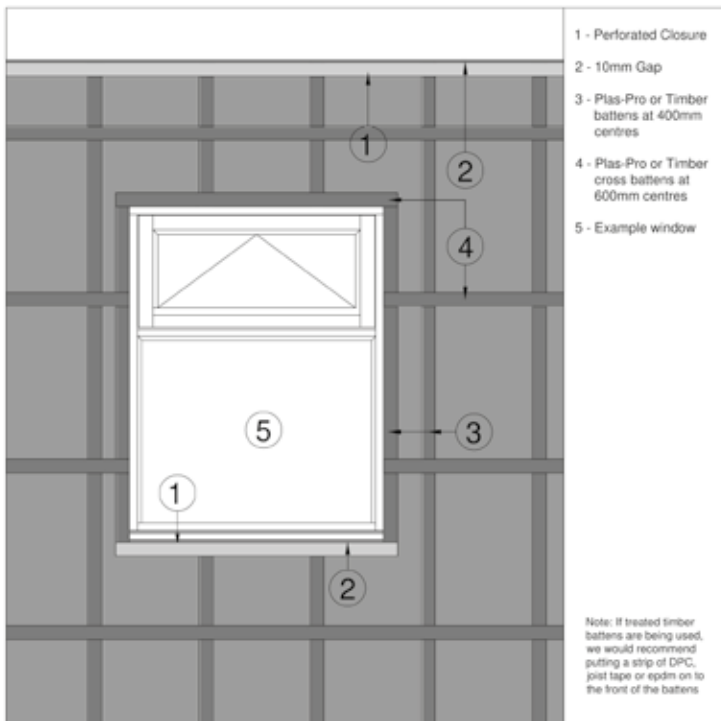 1 - Perforated Closure
2 - 10mm Gap
3 - Plas-Pro or Timber
battens at 400mm
centres
4 - Plas-Pro or Timber
cross battens at
600mm centres
5 - Example window
1
2
4
3
5
1
2
Note: If treated timber
battens are being used,
we would recommend
putting a strip of DPC,
joist tape or epdm on to
the front of the battens